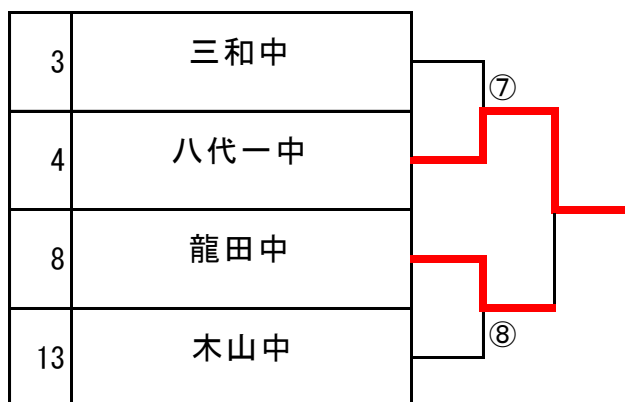 3 三和中
⑦
4 八代一中
8 龍田中
⑧
13 木山中